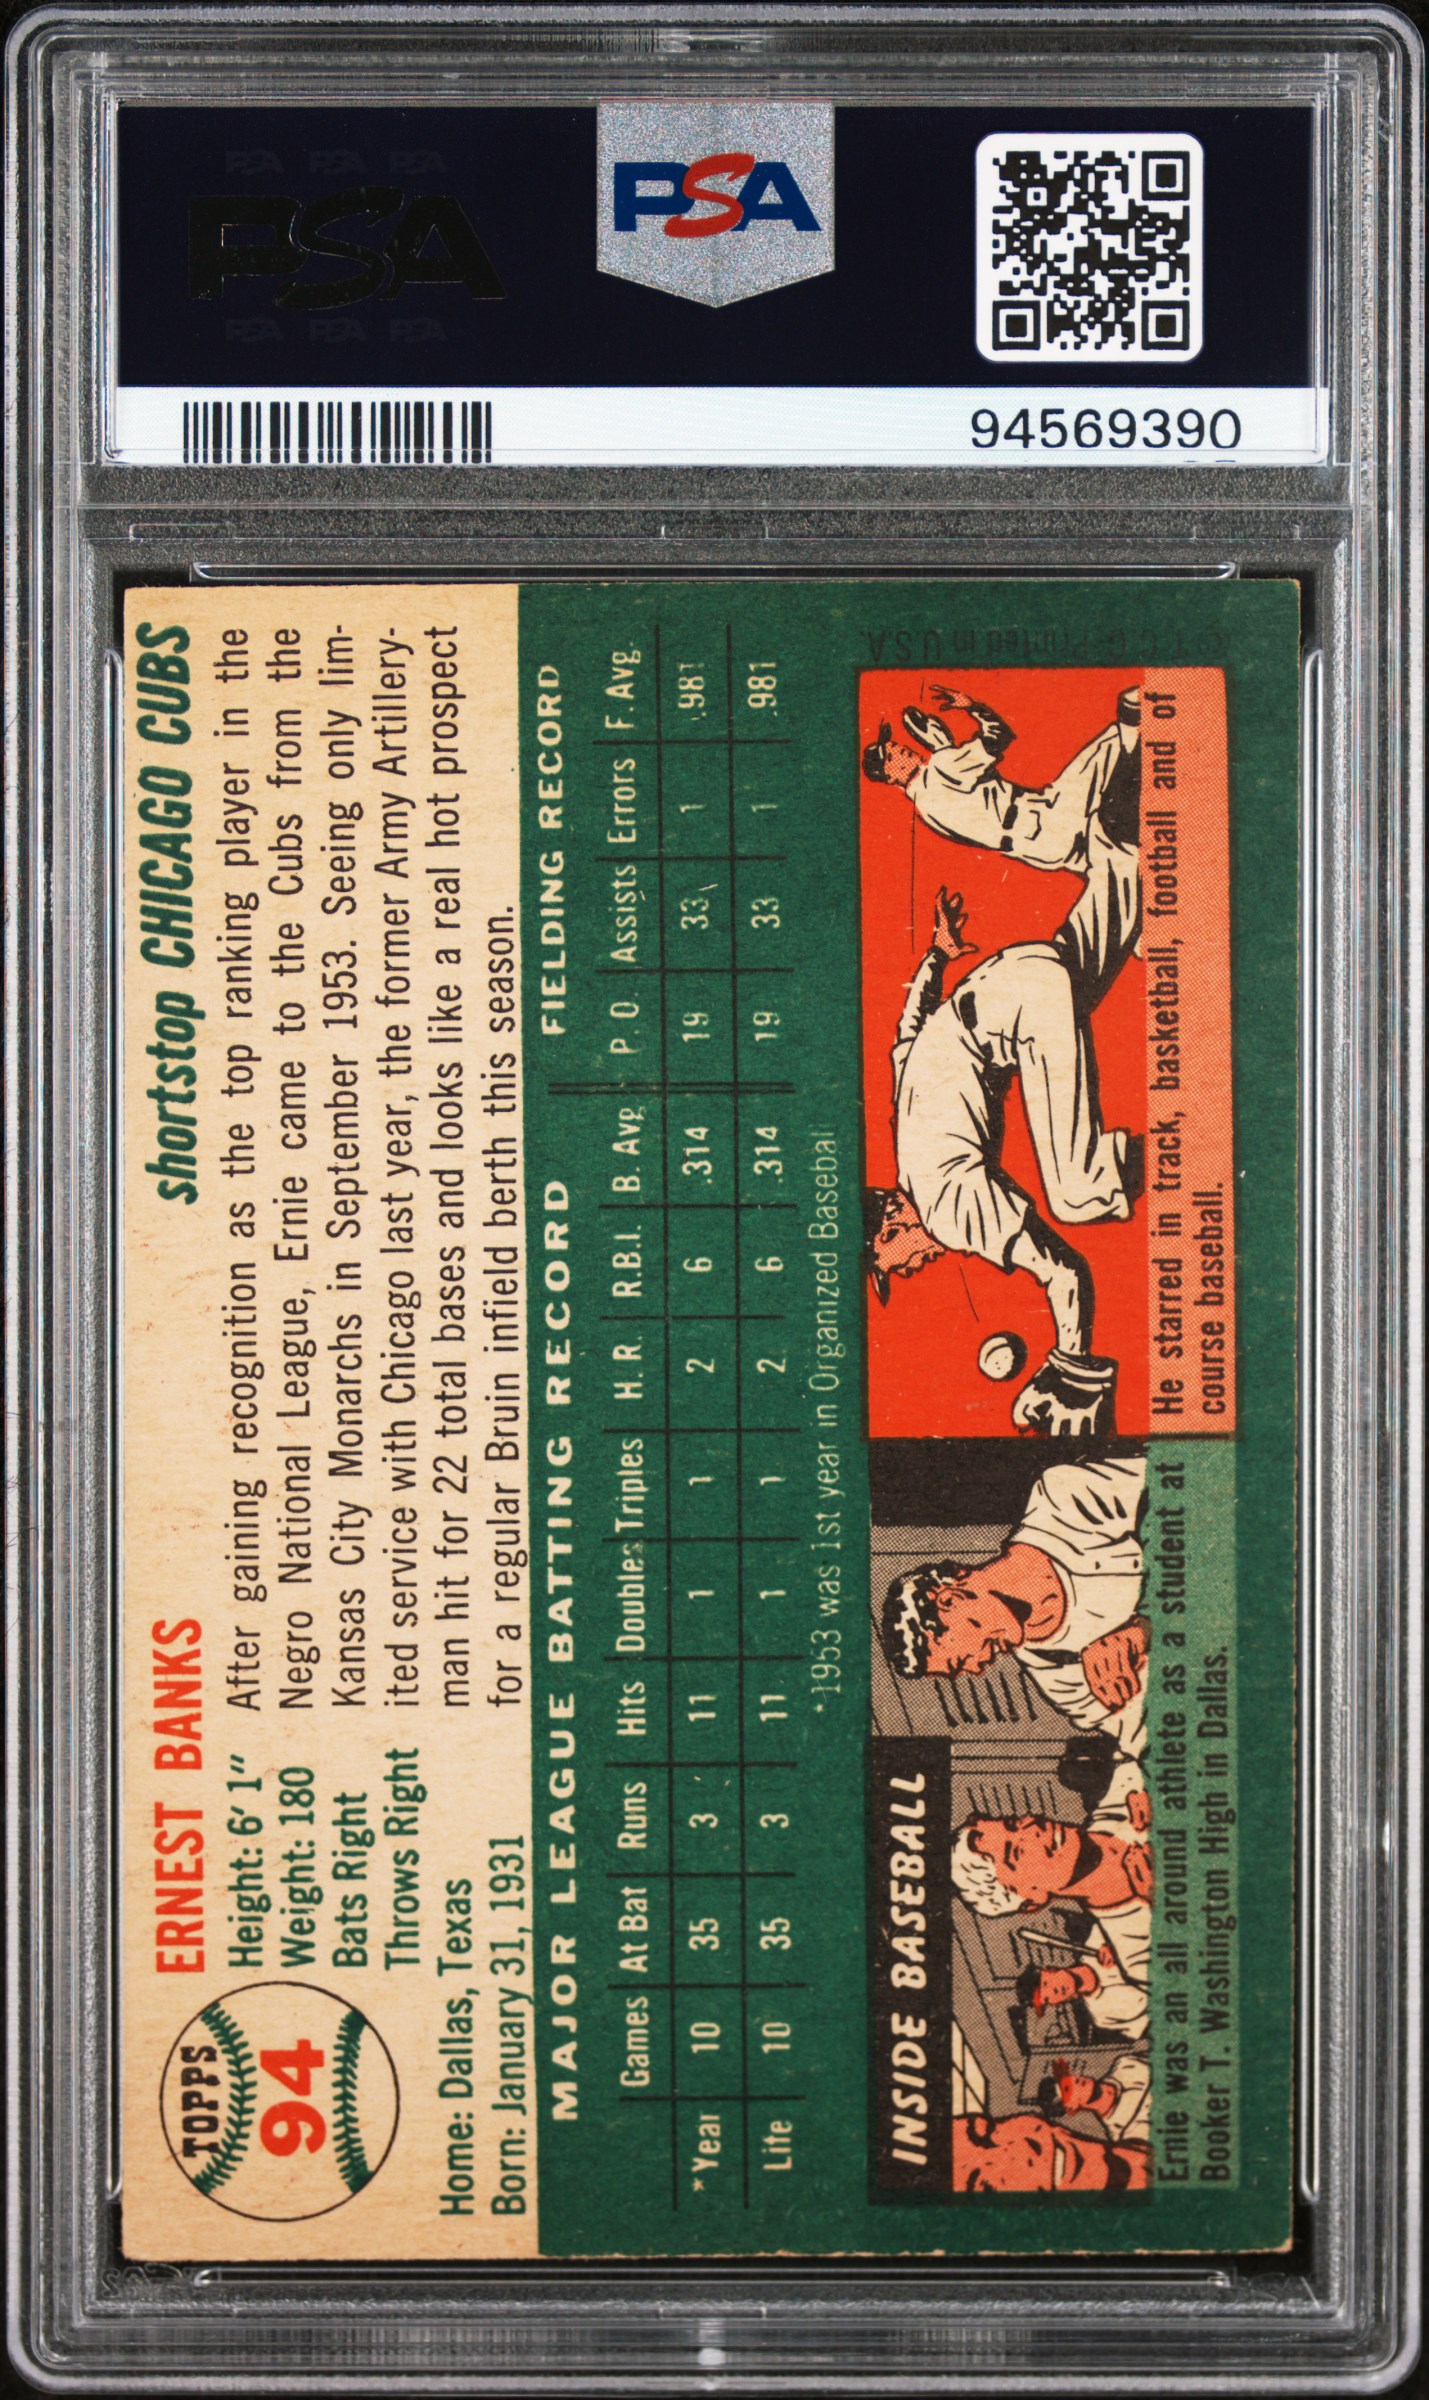 PSA PSA PSA
PSA
PSA PSA PSA
PSA
94569390
TOPPS
94
ERNEST BANKS
shortstop CHICAGO CUBS
Height: 6' 1"
Weight: 180
Bats Right
Throws Right
Home: Dallas, Texas
Born: January 31, 1931
After gaining recognition as the top ranking player in the
Negro National League, Ernie came to the Cubs from the
Kansas City Monarchs in September 1953. Seeing only lim-
ited service with Chicago last year, the former Army Artillery-
man hit for 22 total bases and looks like a real hot prospect
for a regular Bruin infield berth this season.
MAJOR LEAGUE BATTING RECORD FIELDING RECORD
Games At Bat Runs Hits Doubles Triples H. R. R.B.I. B. Avg. P. O. Assists Errors F. Avg.
*Year 10 35 3 11 1 1 2 6 .314 19 33 1 .981
Life 10 35 3 11 1 1 2 6 .314 19 33 1 .981
*1953 was 1st year in Organized Baseball
INSIDE BASEBALL
Ernie was an all around athlete as a student at
Booker T. Washington High in Dallas.
He starred in track, basketball, football and of
course baseball.
© T. C. G. Printed in U.S.A.